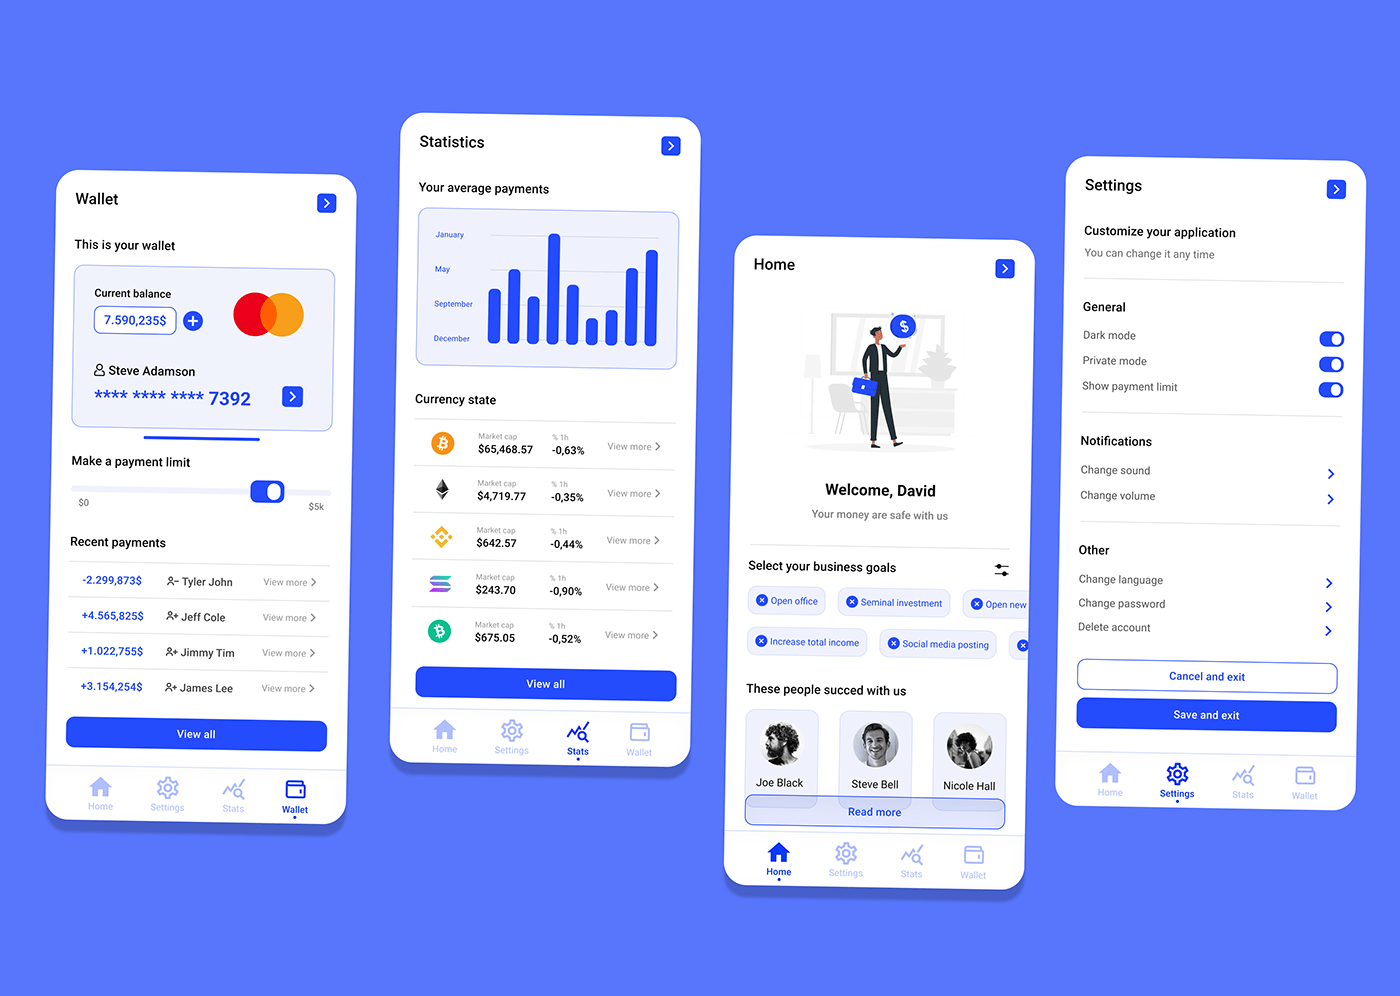 Wallet
This is your wallet
Current balance
7.590,235$
Steve Adamson
**** **** **** 7392
Make a payment limit
$0
$5k
Recent payments
-2.299,873$ Tyler John View more
+4.565,825$ Jeff Cole View more
+1.022,755$ Jimmy Tim View more
+3.154,254$ James Lee View more
View all
Home Settings Stats Wallet
Statistics
Your average payments
January
May
September
December
Currency state
Market cap % 1h
$65,468.57 -0,63% View more
Market cap % 1h
$4,719.77 -0,35% View more
Market cap % 1h
$642.57 -0,44% View more
Market cap % 1h
$243.70 -0,90% View more
Market cap % 1h
$675.05 -0,52% View more
View all
Home Settings Stats Wallet
Home
$
Welcome, David
Your money are safe with us
Select your business goals
Open office Seminal investment Open new
Increase total income Social media posting
These people succed with us
Joe Black Steve Bell Nicole Hall
Read more
Home Settings Stats Wallet
Settings
Customize your application
You can change it any time
General
Dark mode
Private mode
Show payment limit
Notifications
Change sound
Change volume
Other
Change language
Change password
Delete account
Cancel and exit
Save and exit
Home Settings Stats Wallet